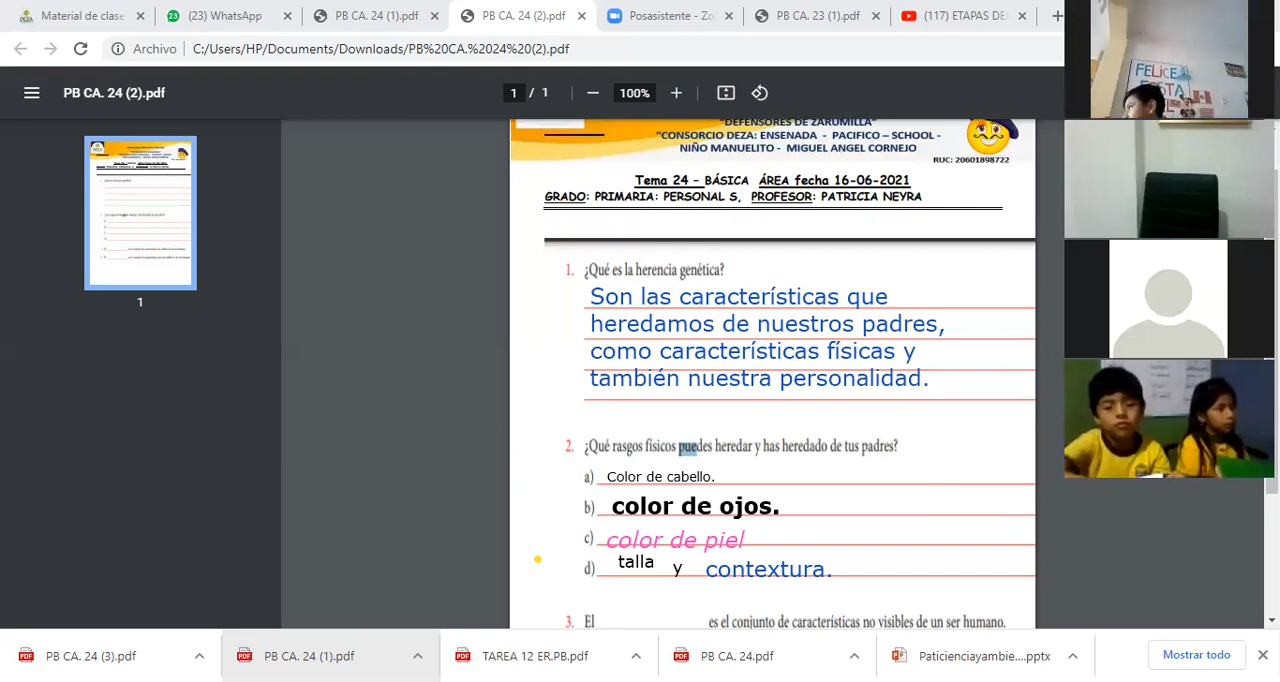 Material de clase
(23) WhatsApp
PB CA. 24 (1).pdf
PB CA. 24 (2).pdf
Posasistente - Zo
PB CA. 23 (1).pdf
(117) ETAPAS DE
Archivo
C:/Users/HP/Documents/Downloads/PB%20CA.%2024%20(2).pdf
PB CA. 24 (2).pdf
1 / 1
100%
"DEFENSORES DE ZARUMILLA"
"CONSORCIO DEZA: ENSENADA - PACIFICO – SCHOOL -
NIÑO MANUELITO - MIGUEL ANGEL CORNEJO
RUC: 20601898722
Tema 24 – BÁSICA ÁREA fecha 16-06-2021
GRADO: PRIMARIA: PERSONAL S, PROFESOR: PATRICIA NEYRA
1. ¿Qué es la herencia genética?
Son las características que
heredamos de nuestros padres,
como características físicas y
también nuestra personalidad.
2. ¿Qué rasgos físicos puedes heredar y has heredado de tus padres?
a) Color de cabello.
b) color de ojos.
c) color de piel
d) talla y contextura.
3. El ____________ es el conjunto de características no visibles de un ser humano.
1
FELICE
PB CA. 24 (3).pdf
PB CA. 24 (1).pdf
TAREA 12 ER.PB.pdf
PB CA. 24.pdf
Paticienciayambie....pptx
Mostrar todo